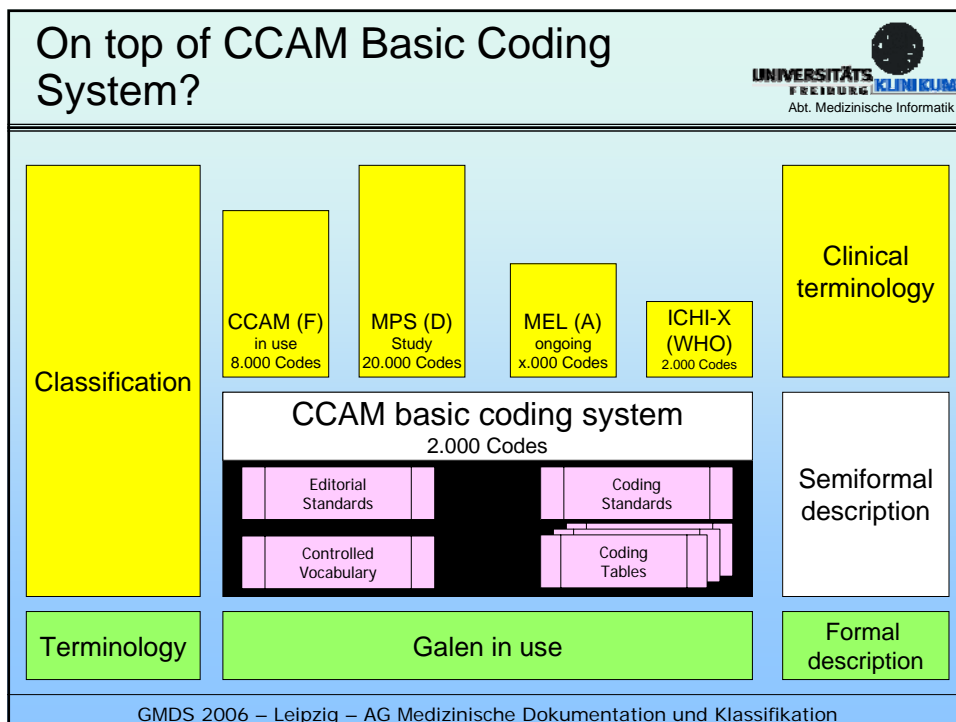 On top of CCAM Basic Coding
System?
UNIVERSITÄTS
FREIBURG KLINIKUM
Abt. Medizinische Informatik
Classification
CCAM (F)
in use
8.000 Codes
MPS (D)
Study
20.000 Codes
MEL (A)
ongoing
x.000 Codes
ICHI-X
(WHO)
2.000 Codes
Clinical
terminology
CCAM basic coding system
2.000 Codes
Editorial
Standards
Coding
Standards
Controlled
Vocabulary
Coding
Tables
Semiformal
description
Terminology
Galen in use
Formal
description
GMDS 2006 – Leipzig – AG Medizinische Dokumentation und Klassifikation